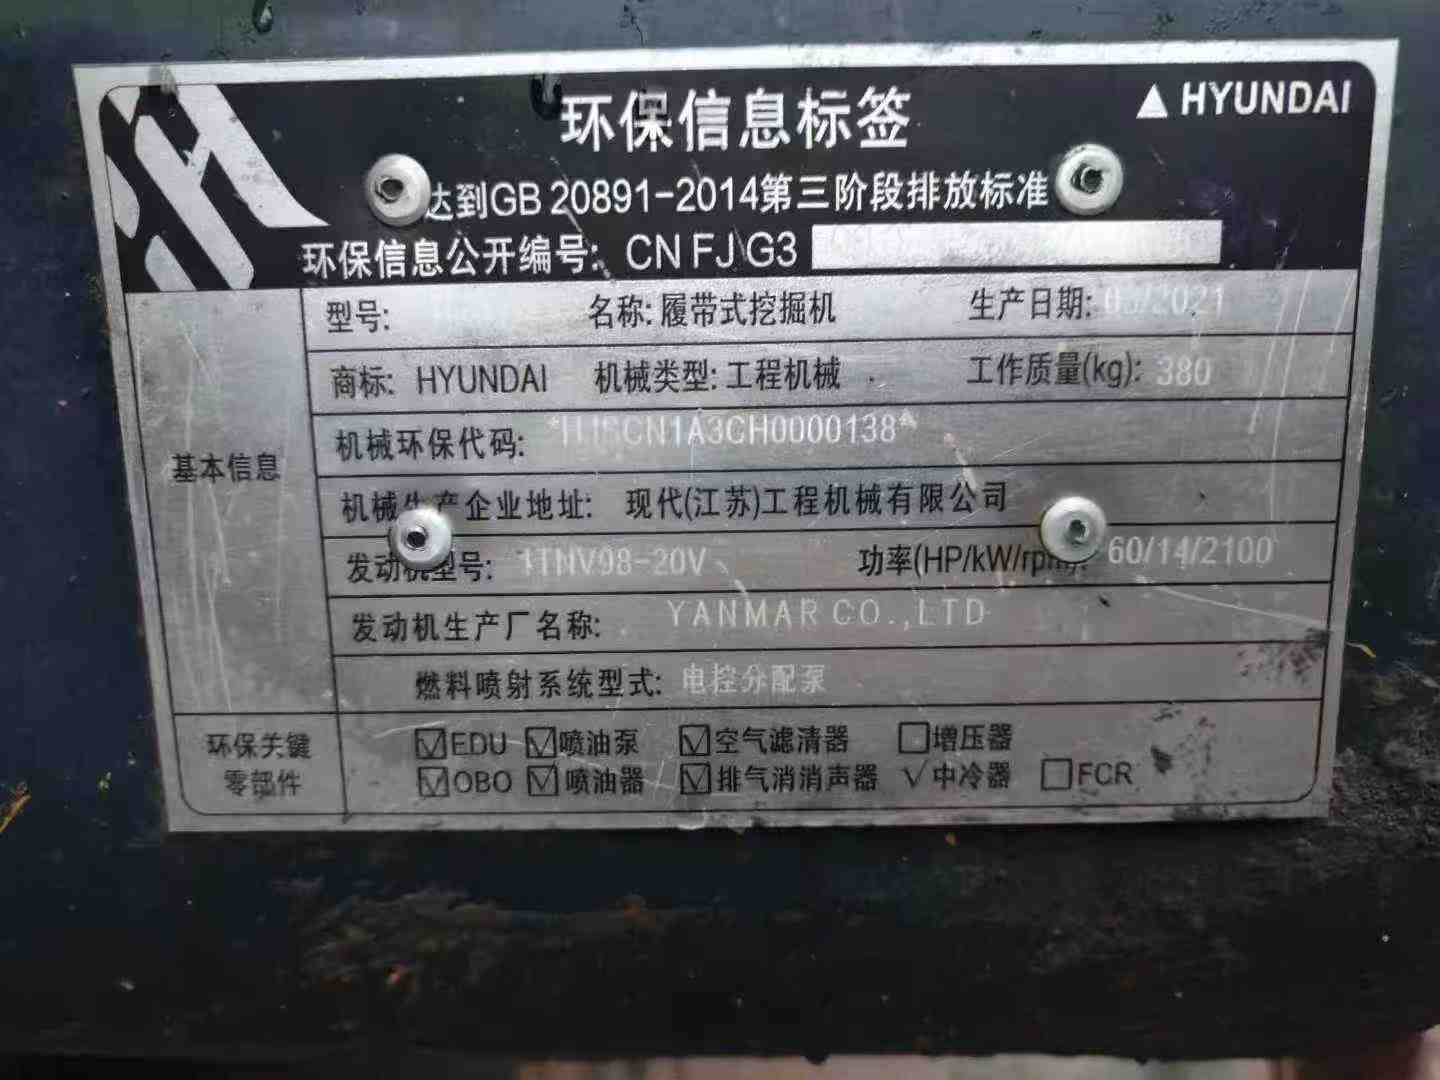 环保信息标签
HYUNDAI
达到GB 20891-2014第三阶段排放标准
环保信息公开编号: CN FJ G3
型号: 名称: 履带式挖掘机 生产日期: 03/2021
商标: HYUNDAI 机械类型: 工程机械 工作质量(kg): 380
基本信息
机械环保代码:
机械生产企业地址: 现代(江苏)工程机械有限公司
发动机型号: 功率(HP/kW/rpm): 60/14/2100
发动机生产厂名称: YANMAR CO.,LTD
燃料喷射系统型式: 电控分配泵
环保关键零部件
☑EDU ☑喷油泵 ☑空气滤清器 □增压器
☑OBO ☑喷油器 ☑排气消消声器 √中冷器 □FCR